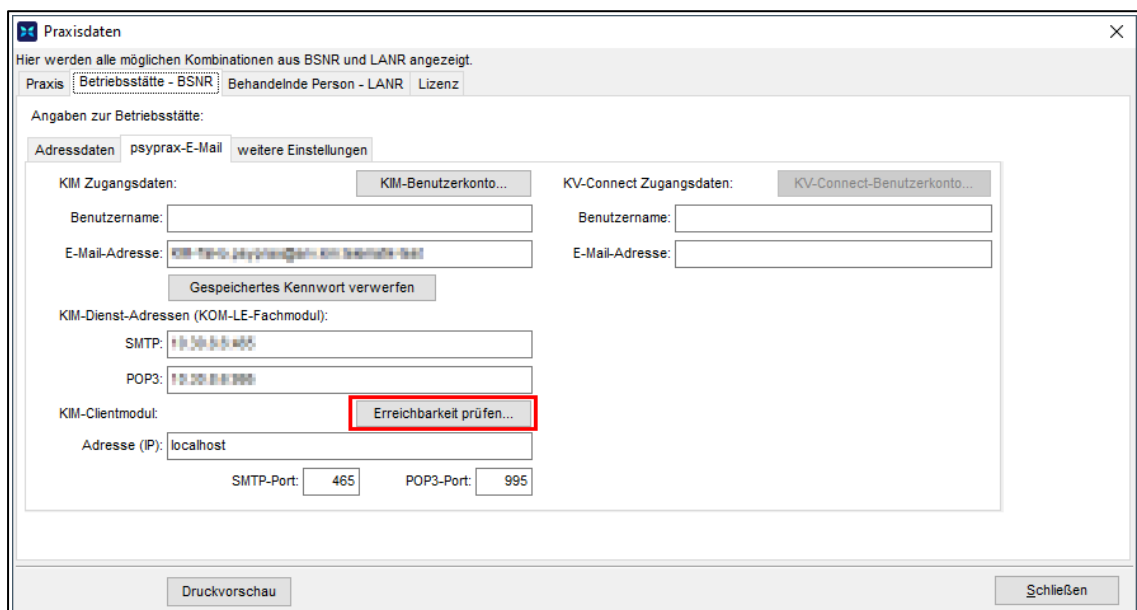 Praxisdaten
Hier werden alle möglichen Kombinationen aus BSNR und LANR angezeigt.
Praxis Betriebsstätte - BSNR Behandelnde Person - LANR Lizenz
Angaben zur Betriebsstätte:
Adressdaten psyprax-E-Mail weitere Einstellungen
KIM Zugangsdaten: KIM-Benutzerkonto... KV-Connect Zugangsdaten: KV-Connect-Benutzerkonto...
Benutzername: Benutzername:
E-Mail-Adresse: E-Mail-Adresse:
Gespeichertes Kennwort verwerfen
KIM-Dienst-Adressen (KOM-LE-Fachmodul):
SMTP:
POP3:
KIM-Clientmodul: Erreichbarkeit prüfen...
Adresse (IP): localhost
SMTP-Port: 465 POP3-Port: 995
Druckvorschau Schließen